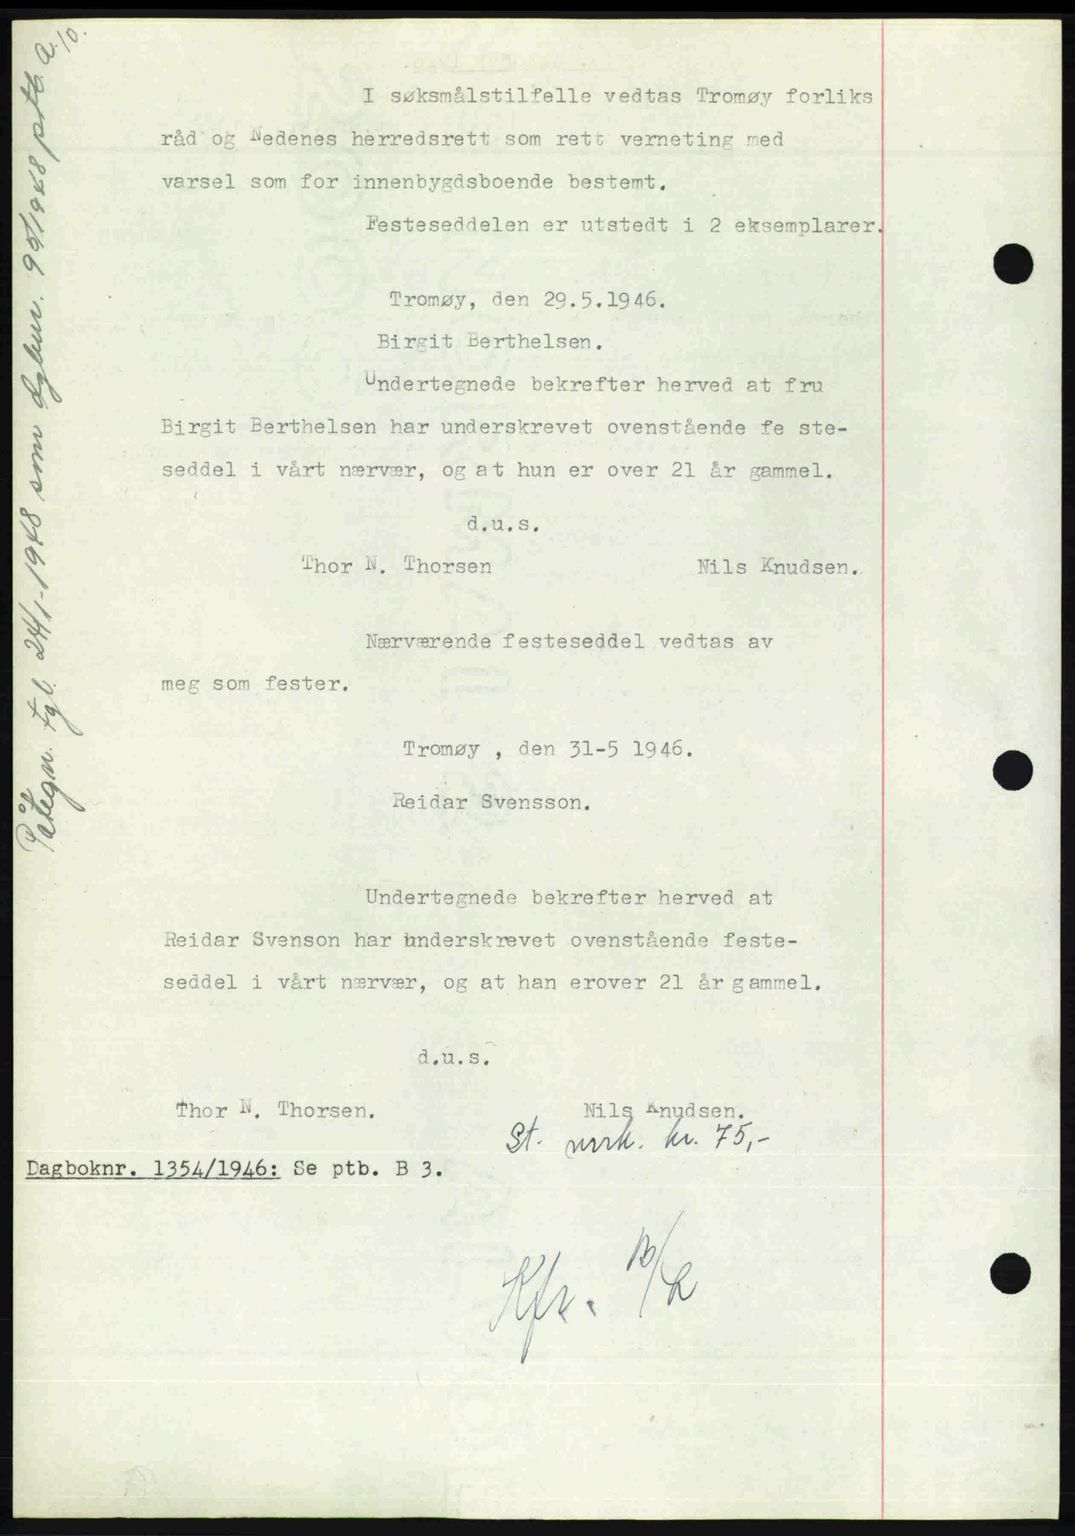 I søksmålstilfelle vedtas Tromøy forliks
råd og Nedenes herredsrett som rett verneting med
varsel som for innenbygdsboende bestemt.
Festeseddelen er utstedt i 2 eksemplarer.
Tromøy, den 29.5.1946.
Birgit Berthelsen.
Undertegnede bekrefter herved at fru
Birgit Berthelsen har underskrevet ovenstående fe ste-
seddel i vårt nærvær, og at hun er over 21 år gammel.
d.u.s.
Thor N. Thorsen Nils Knudsen.
Nærværende festeseddel vedtas av
meg som fester.
Tromøy , den 31-5 1946.
Reidar Svensson.
Undertegnede bekrefter herved at
Reidar Svenson har underskrevet ovenstående feste-
seddel i vårt nærvær, og at han erover 21 år gammel.
d.u.s.
Thor N. Thorsen. Nils Knudsen.
St. mrk. kr. 75,-
Dagboknr. 1354/1946: Se ptb. B 3.
Kfr.
Påtegn. tgl. 24/1-1948 som dgbnr. 95/1948 ptb. A. 10.